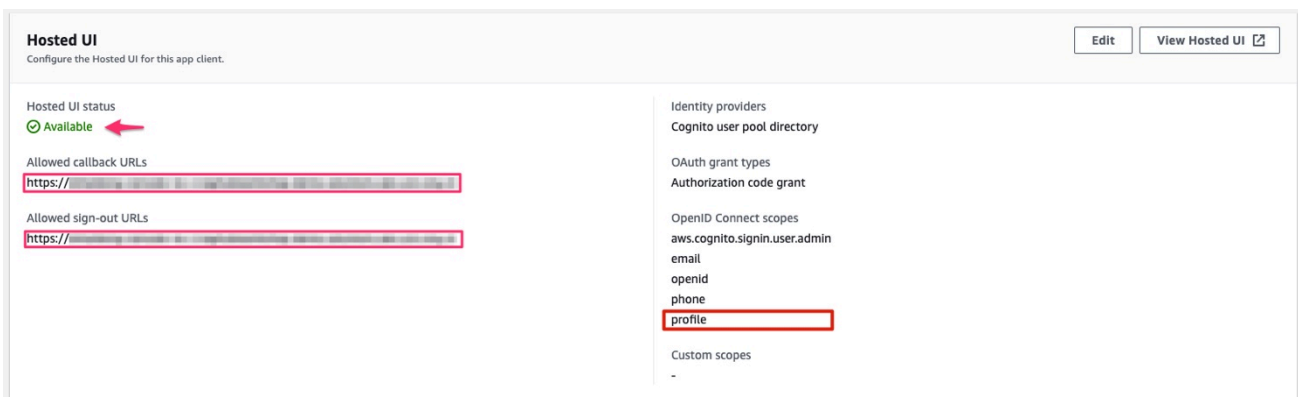 Hosted UI
Configure the Hosted UI for this app client.
Edit
View Hosted UI
Hosted UI status
Available
Allowed callback URLs
https://
Allowed sign-out URLs
https://
Identity providers
Cognito user pool directory
OAuth grant types
Authorization code grant
OpenID Connect scopes
aws.cognito.signin.user.admin
email
openid
phone
profile
Custom scopes
-